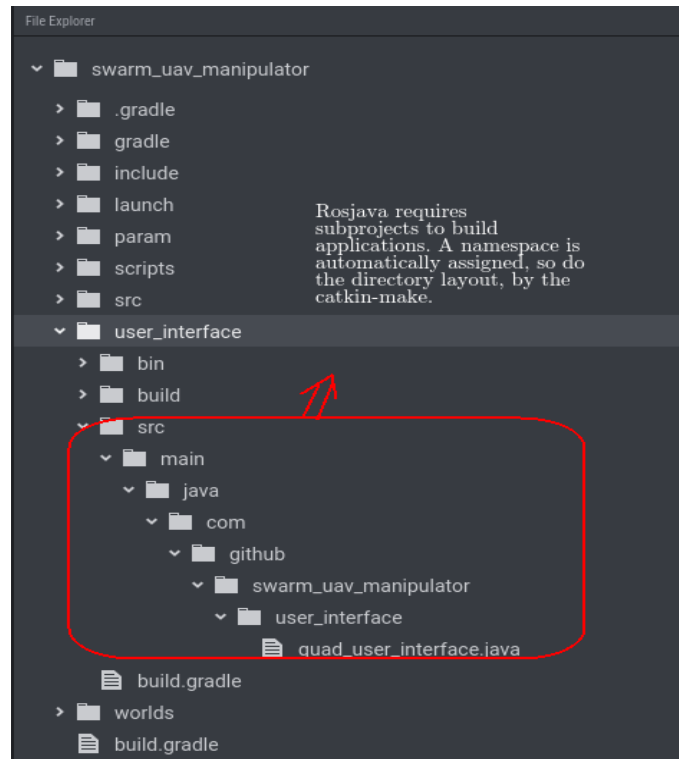 File Explorer
swarm_uav_manipulator
.gradle
gradle
include
launch
param
scripts
src
Rosjava requires
subprojects to build
applications. A namespace is
automatically assigned, so do
the directory layout, by the
catkin-make.
user_interface
bin
build
src
main
java
com
github
swarm_uav_manipulator
user_interface
quad_user_interface.java
build.gradle
worlds
build.gradle